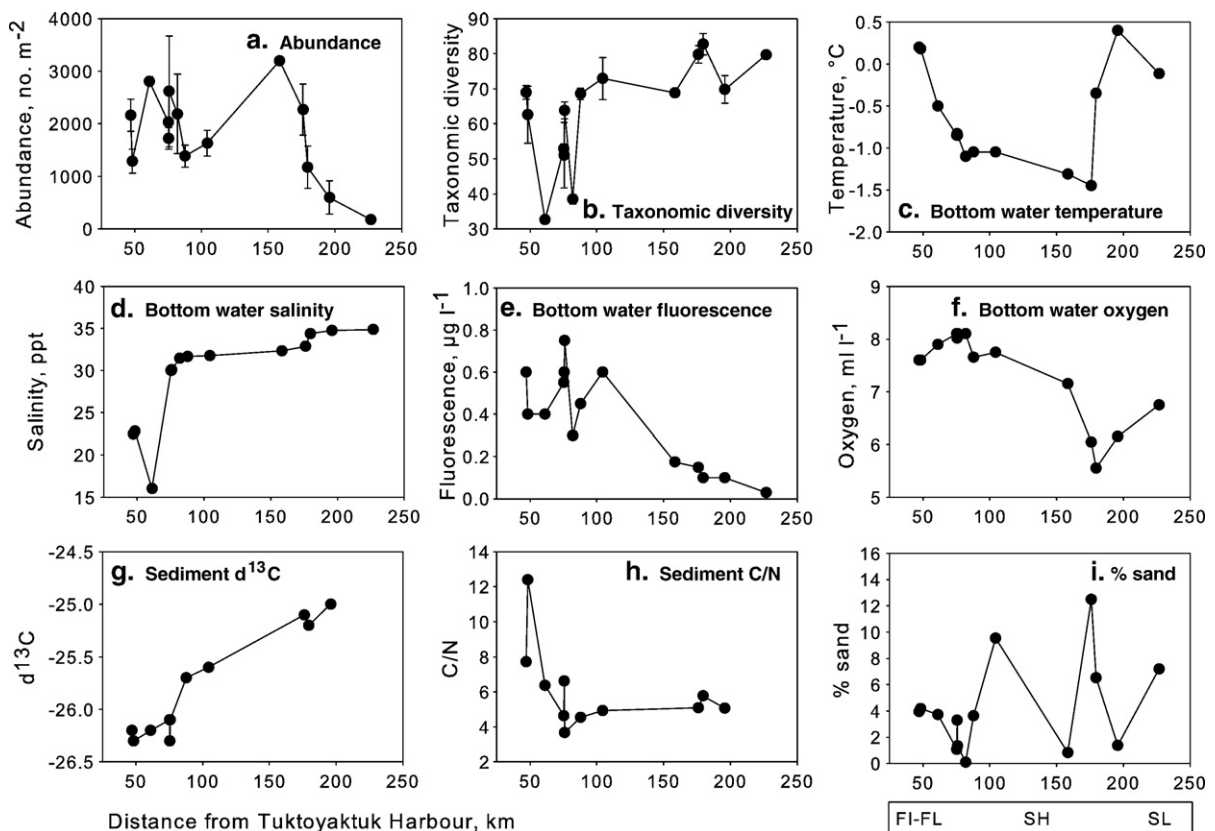 a. Abundance
Abundance, no. m-2
4000
3000
2000
1000
0
50 100 150 200 250
b. Taxonomic diversity
Taxonomic diversity
90
80
70
60
50
40
30
50 100 150 200 250
c. Bottom water temperature
Temperature, °C
0.0
-0.5
-1.0
-1.5
-2.0
50 100 150 200 250
d. Bottom water salinity
Salinity, ppt
40
35
30
25
20
15
50 100 150 200 250
e. Bottom water fluorescence
Fluorescence, µg l-1
1.0
0.8
0.6
0.4
0.2
0.0
50 100 150 200 250
f. Bottom water oxygen
Oxygen, ml l-1
9
8
7
6
5
50 100 150 200 250
g. Sediment d13C
d13C
-24.5
-25.0
-25.5
-26.0
-26.5
50 100 150 200 250
h. Sediment C/N
C/N
14
12
10
8
6
4
2
50 100 150 200 250
i. % sand
% sand
16
14
12
10
8
6
4
2
0
50 100 150 200 250
Distance from Tuktoyaktuk Harbour, km
FI-FL SH SL